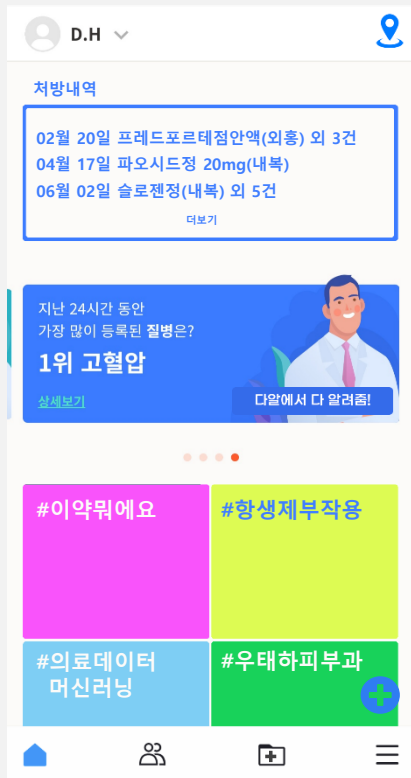 D.H
처방내역
02월 20일 프레드포르테점안액(외홍) 외 3건
04월 17일 파오시드정 20mg(내복)
06월 02일 슬로젠정(내복) 외 5건
더보기
지난 24시간 동안
가장 많이 등록된 질병은?
1위 고혈압
상세보기
다알에서 다 알려줌!
#이약뭐에요
#항생제부작용
#의료데이터
머신러닝
#우태하피부과